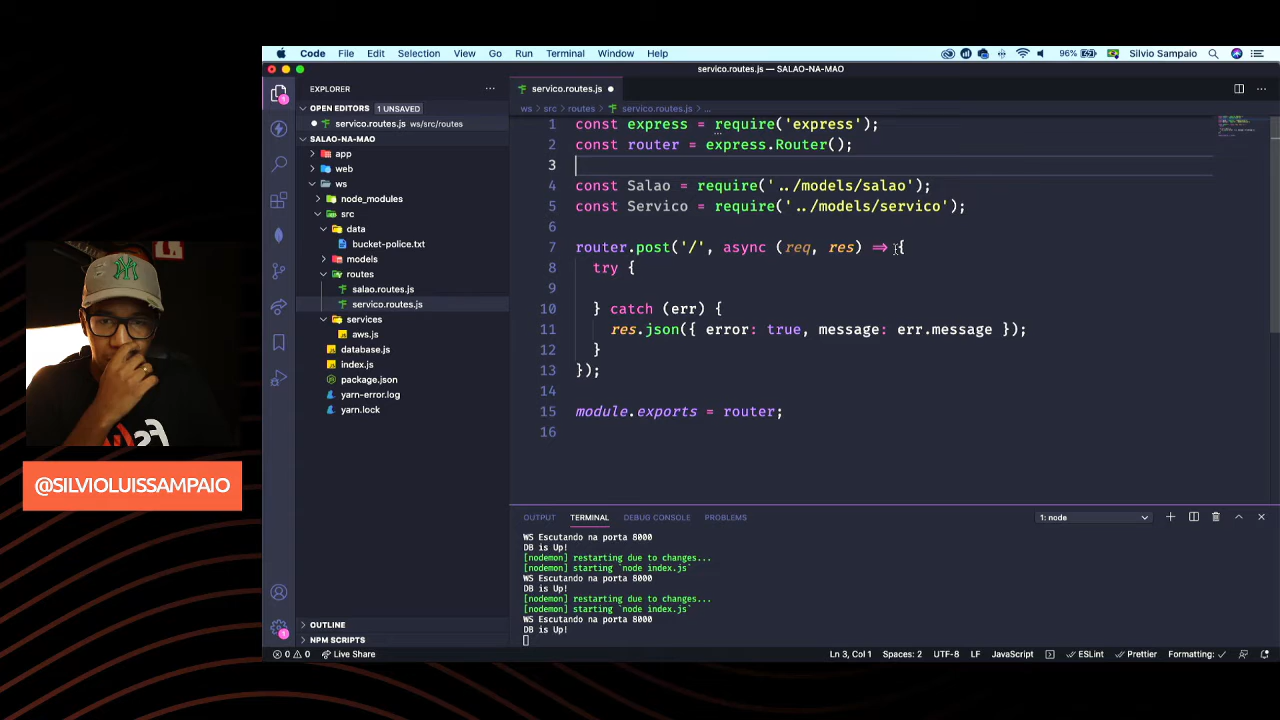 Code File Edit Selection View Go Run Terminal Window Help 96% Silvio Sampaio
servico.routes.js — SALAO-NA-MAO
EXPLORER
servico.routes.js
OPEN EDITORS 1 UNSAVED
ws › src › routes › servico.routes.js › ...
servico.routes.js ws/src/routes
SALAO-NA-MAO
app
web
ws
node_modules
src
data
bucket-police.txt
models
routes
salao.routes.js
servico.routes.js
services
aws.js
database.js
index.js
package.json
yarn-error.log
yarn.lock
OUTLINE
NPM SCRIPTS
1 const express = require('express');
2 const router = express.Router();
3
4 const Salao = require('../models/salao');
5 const Servico = require('../models/servico');
6
7 router.post('/', async (req, res) => {
8 try {
9
10 } catch (err) {
11 res.json({ error: true, message: err.message });
12 }
13 });
14
15 module.exports = router;
16
OUTPUT TERMINAL DEBUG CONSOLE PROBLEMS 1: node
WS Escutando na porta 8000
DB is Up!
[nodemon] restarting due to changes...
[nodemon] starting `node index.js`
WS Escutando na porta 8000
DB is Up!
[nodemon] restarting due to changes...
[nodemon] starting `node index.js`
WS Escutando na porta 8000
DB is Up!
0 0 Live Share Ln 3, Col 1 Spaces: 2 UTF-8 LF JavaScript ESLint Prettier Formatting: ✓
@SILVIOLUISSAMPAIO